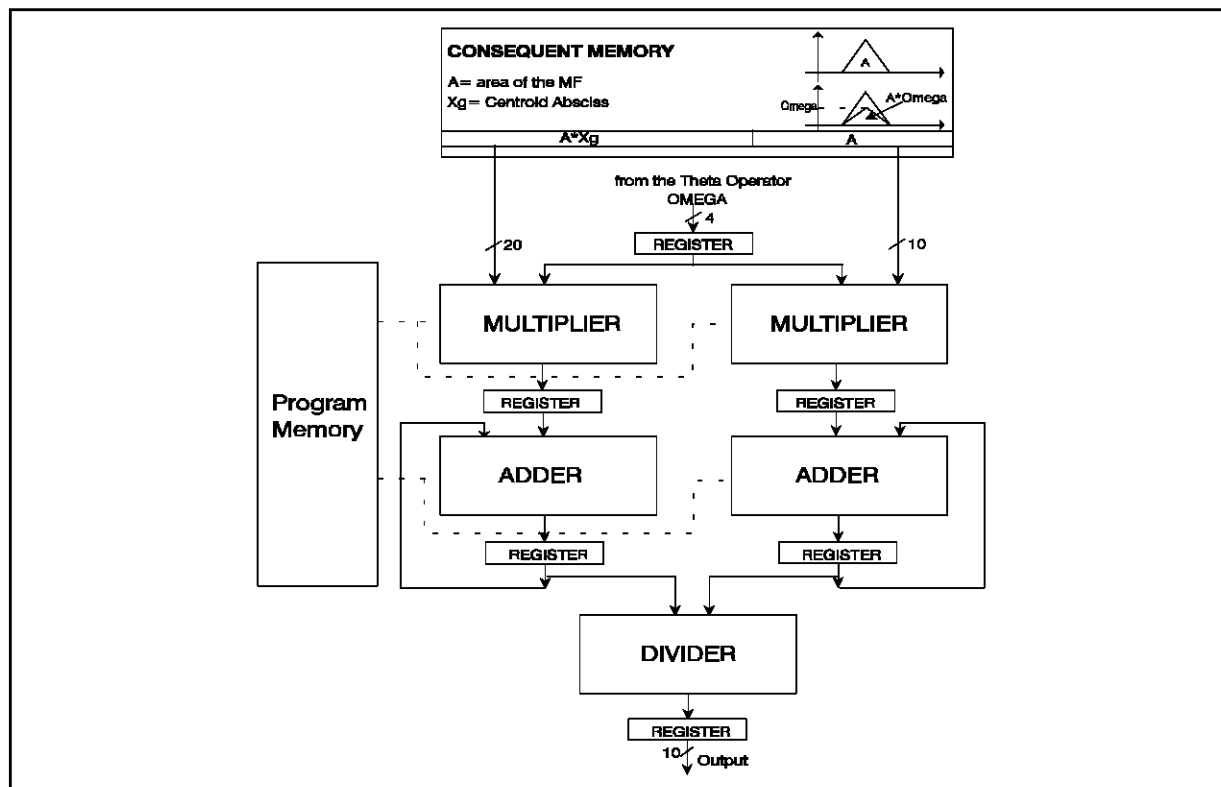 CONSEQUENT MEMORY
A= area of the MF
Xg= Centroid Absciss
A
Omega
A*Omega
A*Xg
A
from the Theta Operator
OMEGA
4
REGISTER
20
10
MULTIPLIER
MULTIPLIER
REGISTER
REGISTER
Program
Memory
ADDER
ADDER
REGISTER
REGISTER
DIVIDER
REGISTER
10
Output